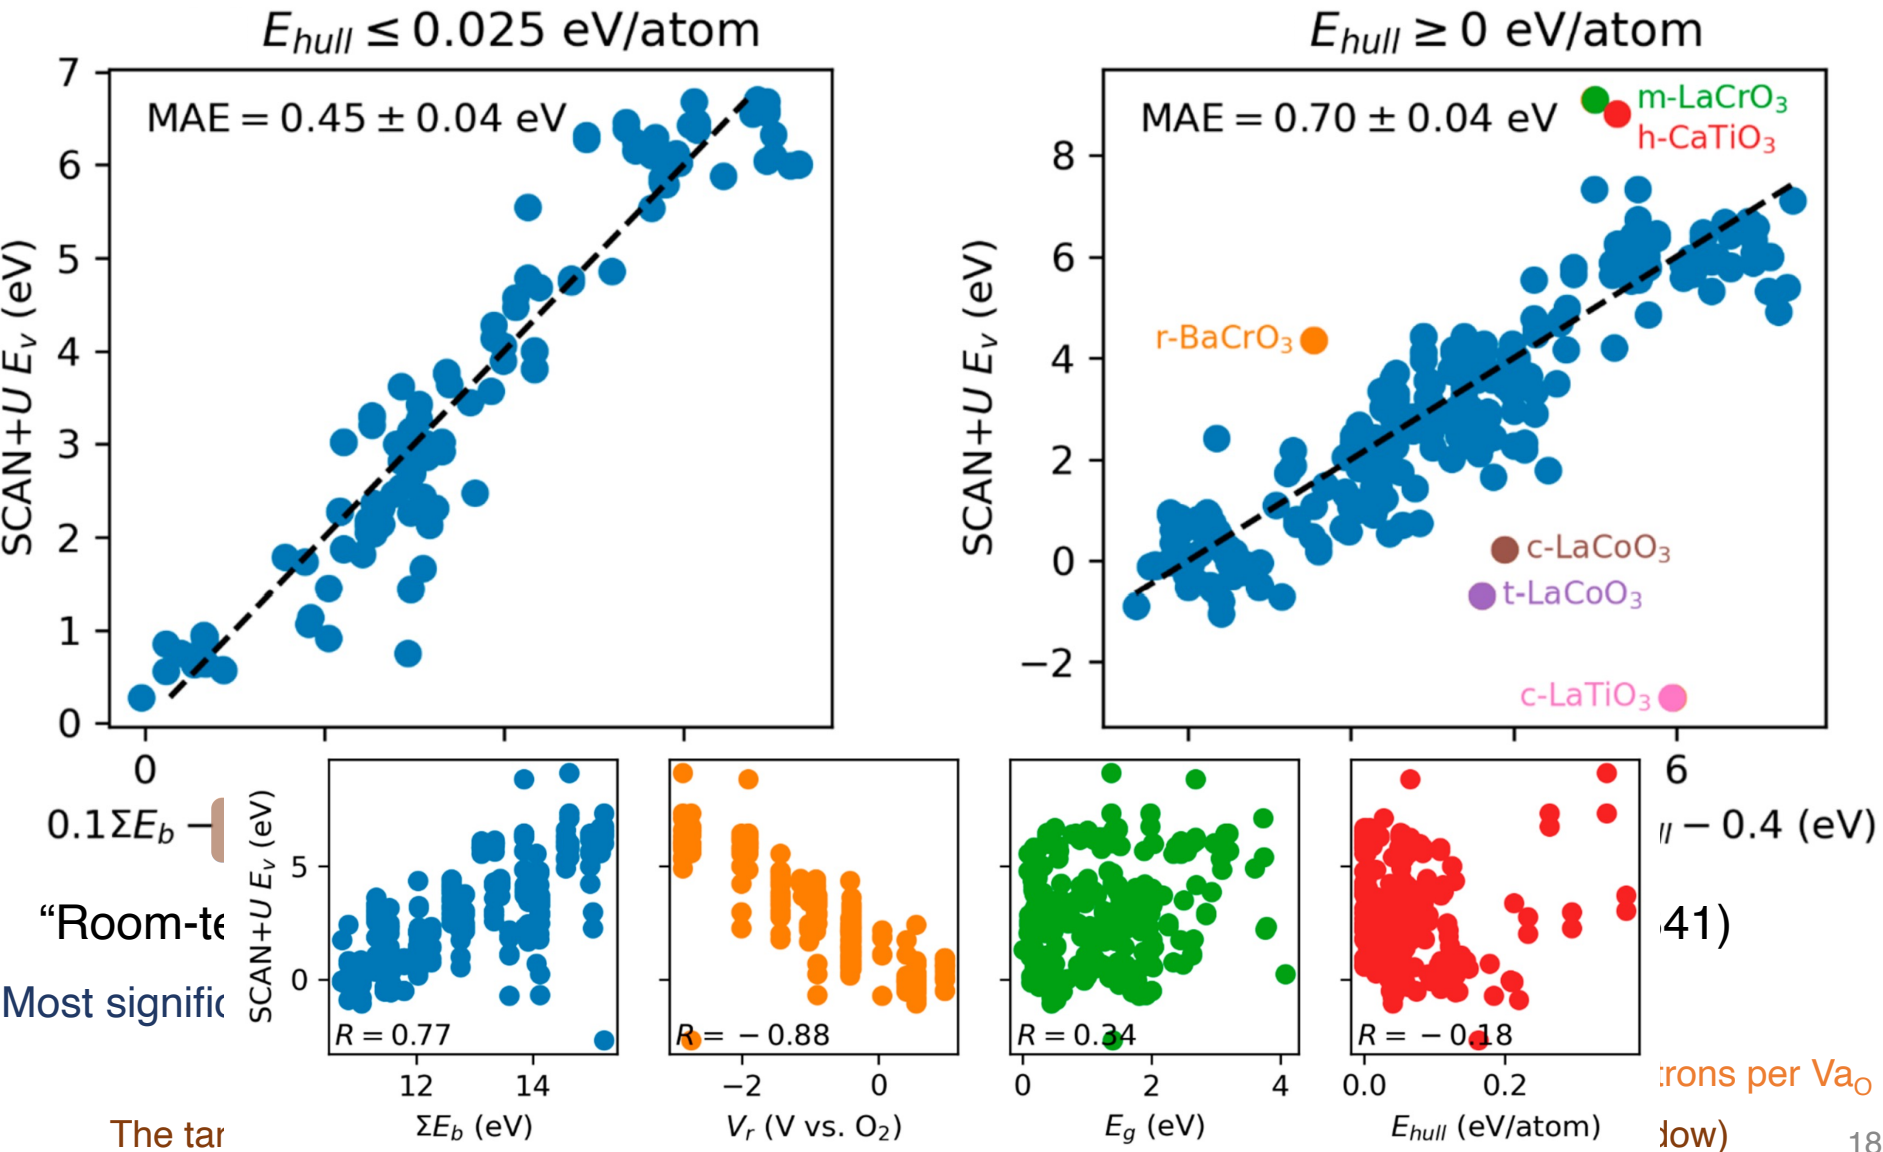 E_hull ≤ 0.025 eV/atom
MAE = 0.45 ± 0.04 eV
SCAN+U E_v (eV)
7
6
5
4
3
2
1
0
0
0.1ΣE_b −
E_hull ≥ 0 eV/atom
MAE = 0.70 ± 0.04 eV
m-LaCrO₃
h-CaTiO₃
r-BaCrO₃
c-LaCoO₃
t-LaCoO₃
c-LaTiO₃
SCAN+U E_v (eV)
8
6
4
2
0
−2
6
− 0.4 (eV)
“Room-te
41)
Most signific
trons per Va_O
The tar
dow)
SCAN+U E_v (eV)
5
0
R = 0.77
12 14
ΣE_b (eV)
R = −0.88
−2 0
V_r (V vs. O₂)
R = 0.34
0 2 4
E_g (eV)
R = −0.18
0.0 0.2
E_hull (eV/atom)
18